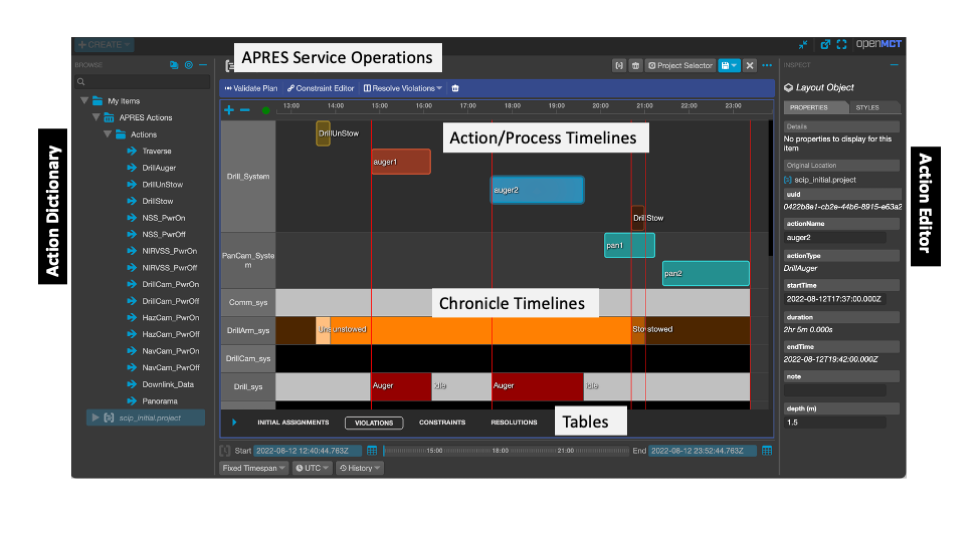 + CREATE
openMCT
APRES Service Operations
BROWSE
Project Selector
INSPECT
Validate Plan
Constraint Editor
Resolve Violations
Layout Object
My Items
APRES Actions
Actions
Traverse
DrillAuger
DrillUnStow
DrillStow
NSS_PwrOn
NSS_PwrOff
NIRVSS_PwrOn
NIRVSS_PwrOff
DrillCam_PwrOn
DrillCam_PwrOff
HazCam_PwrOn
HazCam_PwrOff
NavCam_PwrOn
NavCam_PwrOff
Downlink_Data
Panorama
scip_initial.project
Action Dictionary
13:00 14:00 15:00 16:00 17:00 18:00 19:00 20:00 21:00 22:00 23:00
Action/Process Timelines
Drill_System
DrillUnStow
auger1
auger2
DrillStow
PanCam_Syste
m
pan1
pan2
Chronicle Timelines
Comm_sys
DrillArm_sys
Uns unstowed
Sto stowed
DrillCam_sys
Drill_sys
Auger
Idle
Auger
Idle
INITIAL ASSIGNMENTS VIOLATIONS CONSTRAINTS RESOLUTIONS
Tables
Start 2022-08-12 12:40:44.763Z
15:00 18:00 21:00
End 2022-08-12 23:52:44.763Z
Fixed Timespan UTC History
PROPERTIES STYLES
Details
No properties to display for this
item
Original Location
scip_initial.project
uuid
0422b8e1-cb2e-44b6-8915-e63a2
actionName
auger2
actionType
DrillAuger
startTime
2022-08-12T17:37:00.000Z
duration
2hr 5m 0.000s
endTime
2022-08-12T19:42:00.000Z
note
depth (m)
1.5
Action Editor